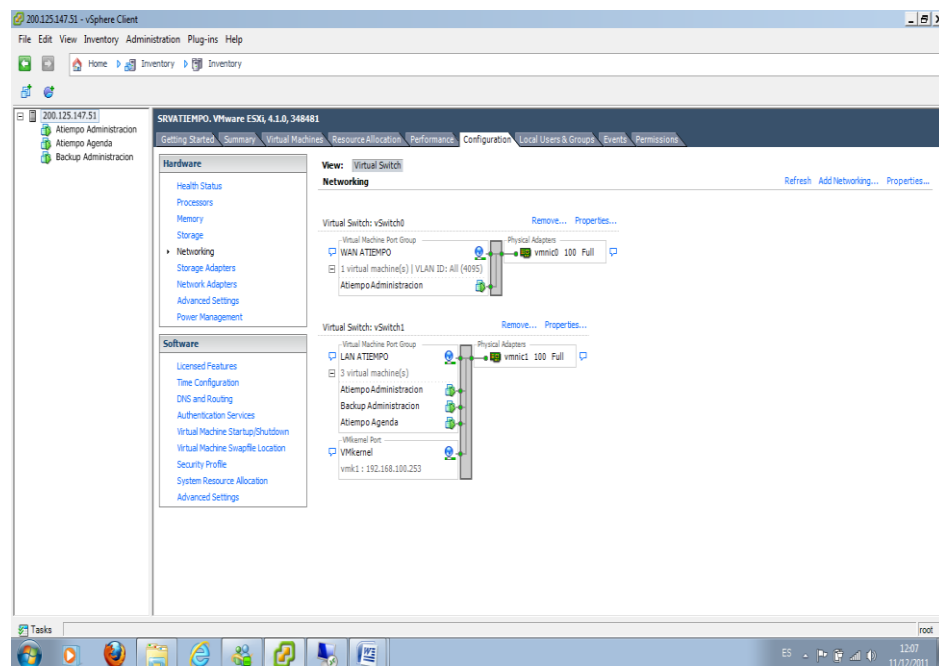 200.125.147.51 - vSphere Client
File Edit View Inventory Administration Plug-ins Help
Home Inventory Inventory
200.125.147.51
Atiempo Administracion
Atiempo Agenda
Backup Administracion
SRVATIEMPO. VMware ESXi, 4.1.0, 348481
Getting Started Summary Virtual Machines Resource Allocation Performance Configuration Local Users & Groups Events Permissions
Hardware
Health Status
Processors
Memory
Storage
Networking
Storage Adapters
Network Adapters
Advanced Settings
Power Management
Software
Licensed Features
Time Configuration
DNS and Routing
Authentication Services
Virtual Machine Startup/Shutdown
Virtual Machine Swapfile Location
Security Profile
System Resource Allocation
Advanced Settings
View: Virtual Switch
Networking
Refresh Add Networking... Properties...
Virtual Switch: vSwitch0 Remove... Properties...
Virtual Machine Port Group Physical Adapters
WAN ATIEMPO vmnic0 100 Full
1 virtual machine(s) | VLAN ID: All (4095)
Atiempo Administracion
Virtual Switch: vSwitch1 Remove... Properties...
Virtual Machine Port Group Physical Adapters
LAN ATIEMPO vmnic1 100 Full
3 virtual machine(s)
Atiempo Administracion
Backup Administracion
Atiempo Agenda
VMkernel Port
VMkernel
vmk1 : 192.168.100.253
Tasks root
ES 12:07
11/12/2011